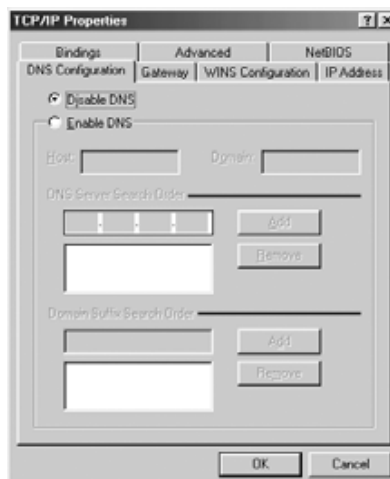 TCP/IP Properties
Bindings Advanced NetBIOS
DNS Configuration Gateway WINS Configuration IP Address
Disable DNS
Enable DNS
Host: Domain:
DNS Server Search Order
Add
Remove
Domain Suffix Search Order
Add
Remove
OK Cancel